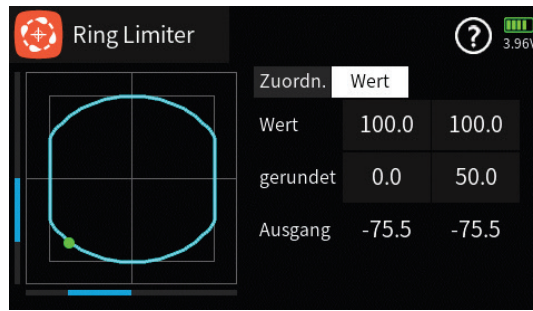 Ring Limiter
3.96V
Zuordn. Wert
Wert 100.0 100.0
gerundet 0.0 50.0
Ausgang -75.5 -75.5